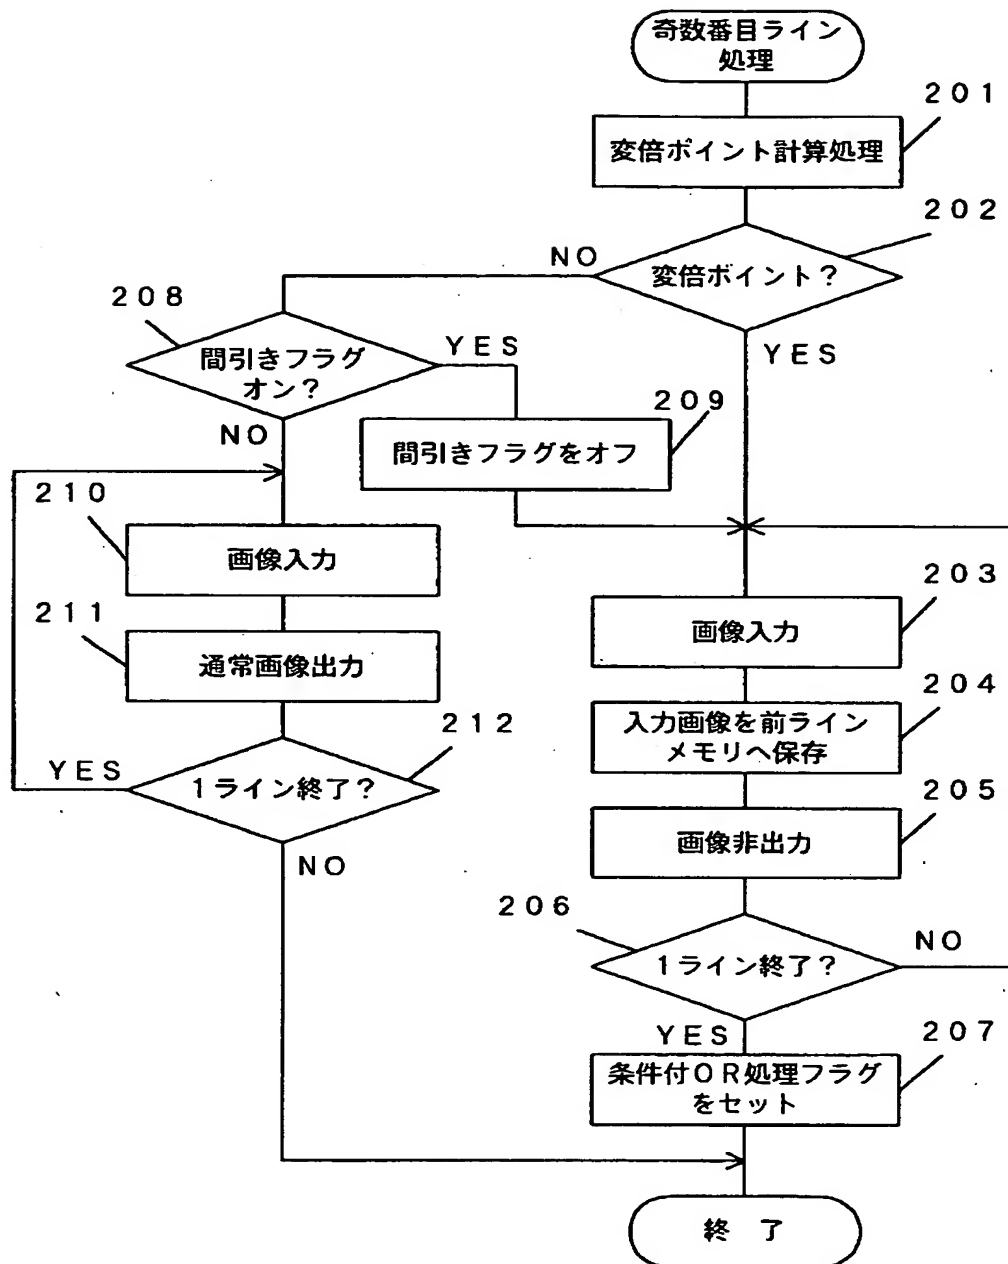 奇数番目ライン
処理
201
変倍ポイント計算処理
202
変倍ポイント?
NO
YES
208
間引きフラグ
オン?
YES
NO
209
間引きフラグをオフ
210
画像入力
211
通常画像出力
212
1ライン終了?
YES
NO
203
画像入力
204
入力画像を前ライン
メモリへ保存
205
画像非出力
206
1ライン終了?
NO
YES
207
条件付OR処理フラグ
をセット
終 了